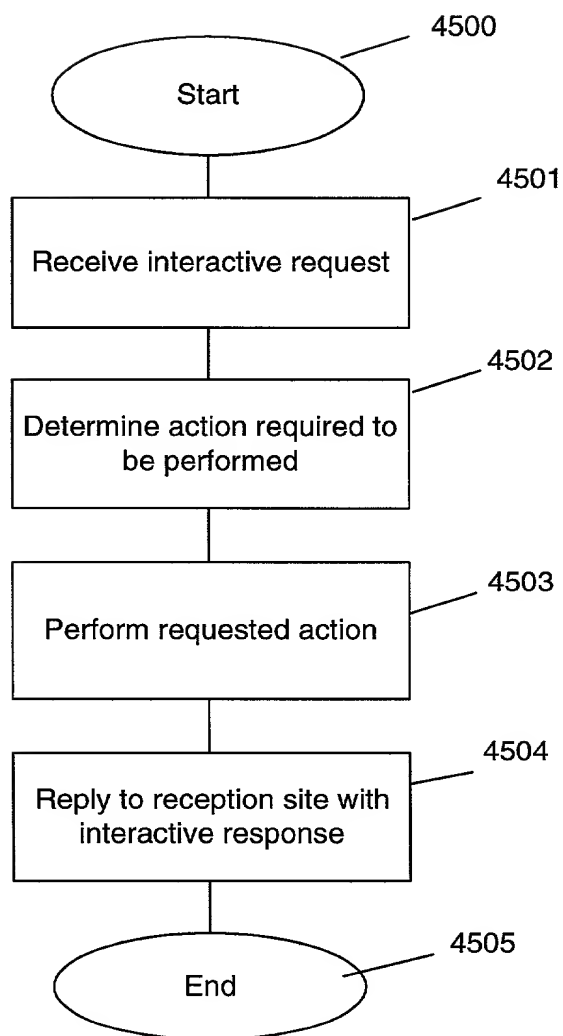 4500
Start
4501
Receive interactive request
4502
Determine action required to
be performed
4503
Perform requested action
4504
Reply to reception site with
interactive response
4505
End